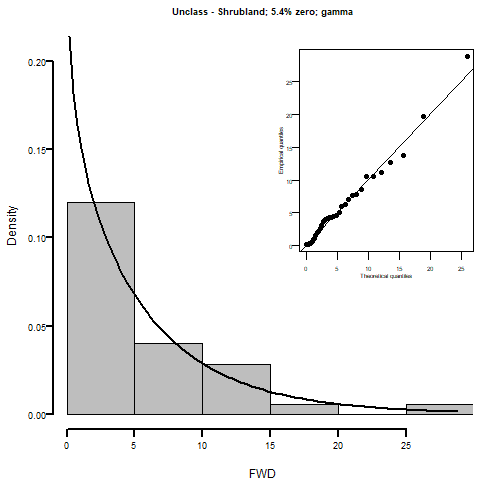 Unclass - Shrubland; 5.4% zero; gamma
Density
0.20
0.15
0.10
0.05
0.00
0 5 10 15 20 25
FWD
Empirical quantiles
25
20
15
10
5
0
0 5 10 15 20 25
Theoretical quantiles